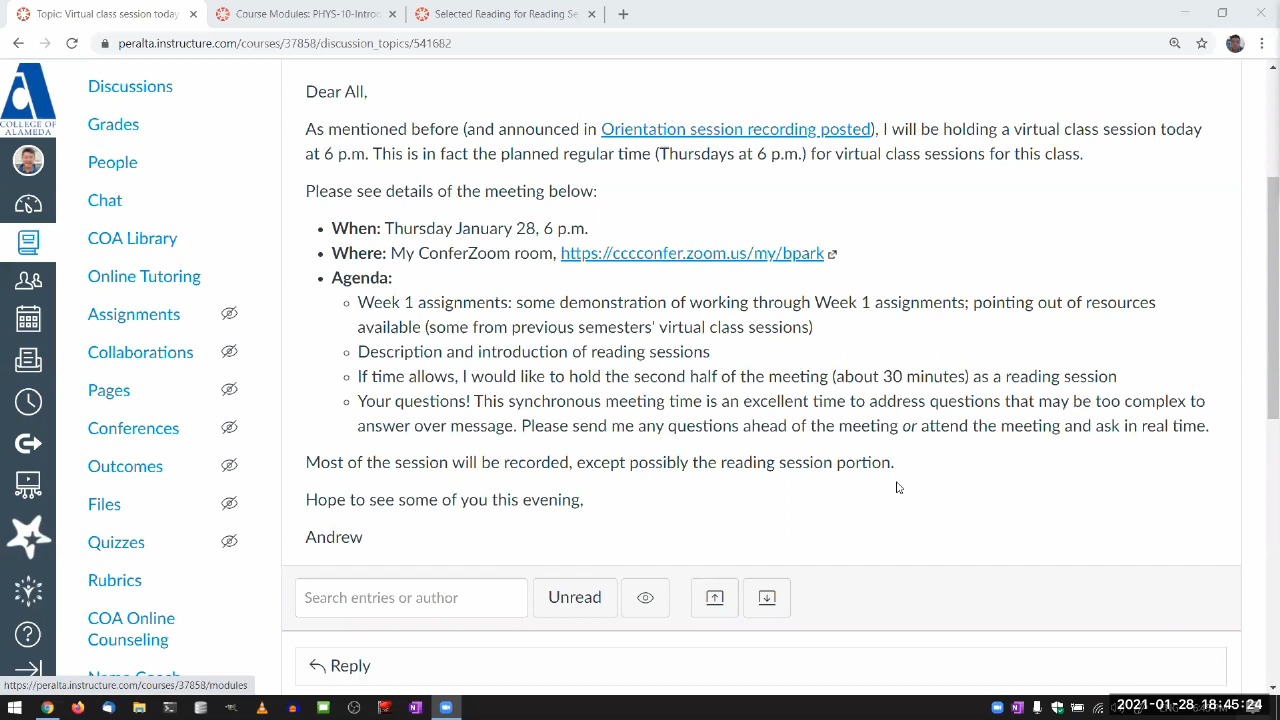 Topic: Virtual class session today
Course Modules: PHYS-10-Intro
Selected Reading for Reading Se
peralta.instructure.com/courses/37858/discussion_topics/541682
COLLEGE OF
ALAMEDA
Discussions
Grades
People
Chat
COA Library
Online Tutoring
Assignments
Collaborations
Pages
Conferences
Outcomes
Files
Quizzes
Rubrics
COA Online
Counseling
Name Coach
Dear All,
As mentioned before (and announced in Orientation session recording posted), I will be holding a virtual class session today
at 6 p.m. This is in fact the planned regular time (Thursdays at 6 p.m.) for virtual class sessions for this class.
Please see details of the meeting below:
• When: Thursday January 28, 6 p.m.
• Where: My ConferZoom room, https://cccconfer.zoom.us/my/bpark
• Agenda:
◦ Week 1 assignments: some demonstration of working through Week 1 assignments; pointing out of resources
available (some from previous semesters' virtual class sessions)
◦ Description and introduction of reading sessions
◦ If time allows, I would like to hold the second half of the meeting (about 30 minutes) as a reading session
◦ Your questions! This synchronous meeting time is an excellent time to address questions that may be too complex to
answer over message. Please send me any questions ahead of the meeting or attend the meeting and ask in real time.
Most of the session will be recorded, except possibly the reading session portion.
Hope to see some of you this evening,
Andrew
Search entries or author
Unread
Reply
https://peralta.instructure.com/courses/37858/modules
2021-01-28 18:45:24